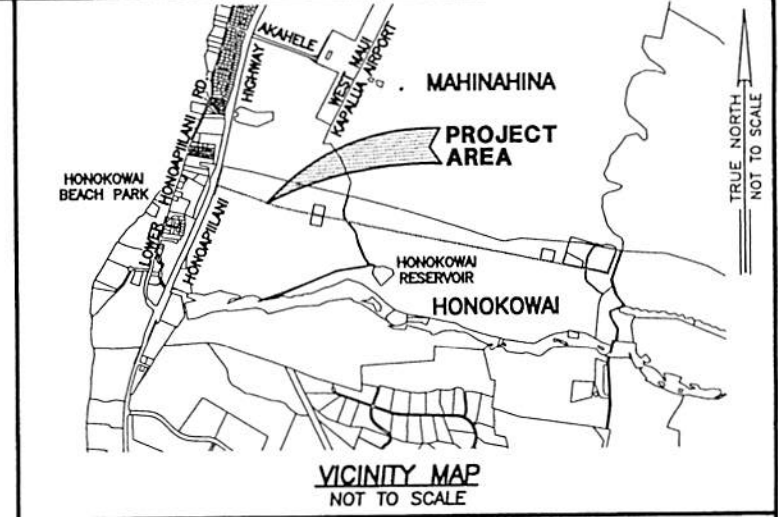 AKAHELE
WEST MAUI
KAPALUA AIRPORT
HIGHWAY
MAHINAHINA
PROJECT
AREA
TRUE NORTH
NOT TO SCALE
HONOKOWAI
BEACH PARK
LOWER HONOAPIILANI RD
HONOAPIILANI
HONOKOWAI
RESERVOIR
HONOKOWAI
VICINITY MAP
NOT TO SCALE